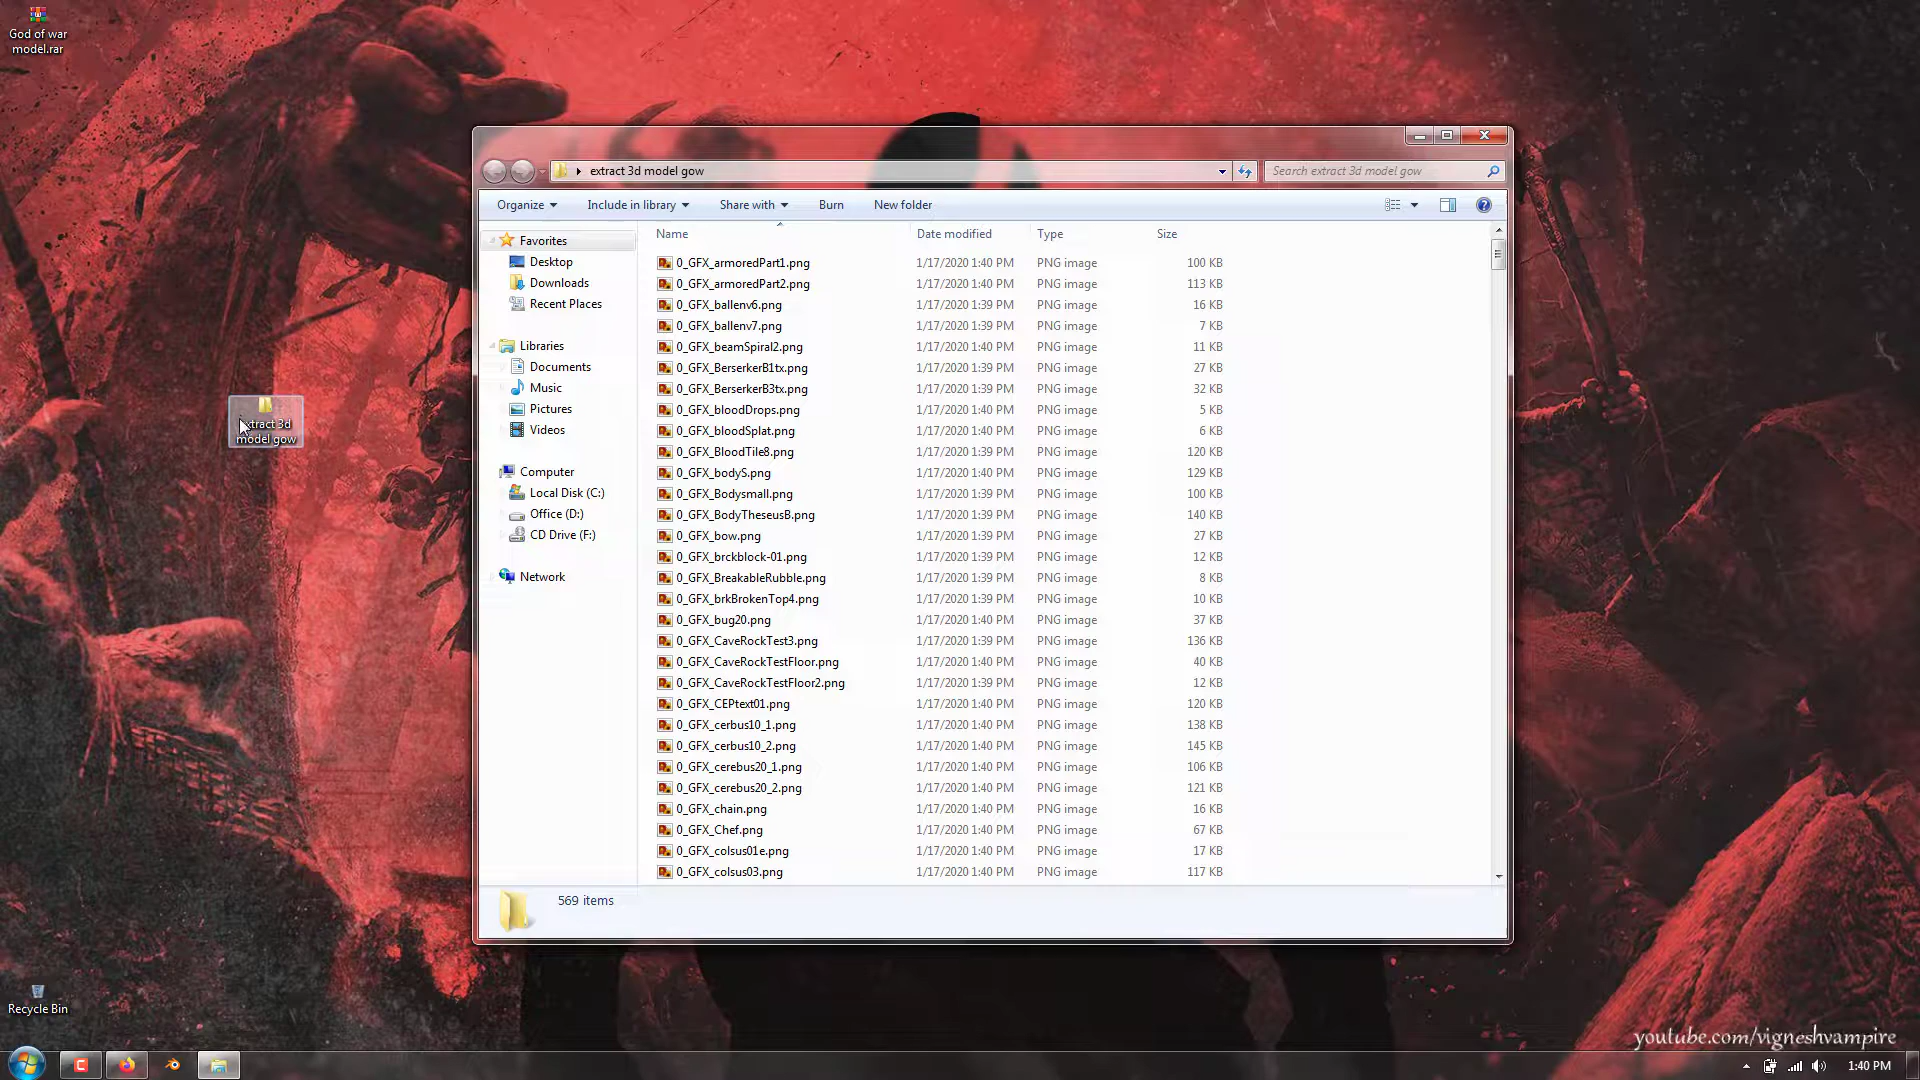 God of war
model.rar
extract 3d model gow
Search extract 3d model gow
Organize
Include in library
Share with
Burn
New folder
Name
Date modified
Type
Size
Favorites
Desktop
Downloads
Recent Places
Libraries
Documents
Music
Pictures
Videos
Computer
Local Disk (C:)
Office (D:)
CD Drive (F:)
Network
0_GFX_armoredPart1.png 1/17/2020 1:40 PM PNG image 100 KB
0_GFX_armoredPart2.png 1/17/2020 1:40 PM PNG image 113 KB
0_GFX_ballenv6.png 1/17/2020 1:39 PM PNG image 16 KB
0_GFX_ballenv7.png 1/17/2020 1:39 PM PNG image 7 KB
0_GFX_beamSpiral2.png 1/17/2020 1:40 PM PNG image 11 KB
0_GFX_BerserkerB1tx.png 1/17/2020 1:40 PM PNG image 27 KB
0_GFX_BerserkerB3tx.png 1/17/2020 1:40 PM PNG image 32 KB
0_GFX_bloodDrops.png 1/17/2020 1:40 PM PNG image 5 KB
0_GFX_bloodSplat.png 1/17/2020 1:40 PM PNG image 6 KB
0_GFX_BloodTile8.png 1/17/2020 1:39 PM PNG image 120 KB
0_GFX_bodyS.png 1/17/2020 1:40 PM PNG image 129 KB
0_GFX_Bodysmall.png 1/17/2020 1:39 PM PNG image 100 KB
0_GFX_BodyTheseusB.png 1/17/2020 1:39 PM PNG image 140 KB
0_GFX_bow.png 1/17/2020 1:39 PM PNG image 27 KB
0_GFX_brckblock-01.png 1/17/2020 1:39 PM PNG image 12 KB
0_GFX_BreakableRubble.png 1/17/2020 1:39 PM PNG image 8 KB
0_GFX_brkBrokenTop4.png 1/17/2020 1:39 PM PNG image 10 KB
0_GFX_bug20.png 1/17/2020 1:40 PM PNG image 37 KB
0_GFX_CaveRockTest3.png 1/17/2020 1:39 PM PNG image 136 KB
0_GFX_CaveRockTestFloor.png 1/17/2020 1:40 PM PNG image 40 KB
0_GFX_CaveRockTestFloor2.png 1/17/2020 1:39 PM PNG image 12 KB
0_GFX_CEPtext01.png 1/17/2020 1:40 PM PNG image 120 KB
0_GFX_cerbus10_1.png 1/17/2020 1:40 PM PNG image 138 KB
0_GFX_cerbus10_2.png 1/17/2020 1:40 PM PNG image 145 KB
0_GFX_cerebus20_1.png 1/17/2020 1:40 PM PNG image 106 KB
0_GFX_cerebus20_2.png 1/17/2020 1:40 PM PNG image 121 KB
0_GFX_chain.png 1/17/2020 1:40 PM PNG image 16 KB
0_GFX_Chef.png 1/17/2020 1:40 PM PNG image 67 KB
0_GFX_colsus01e.png 1/17/2020 1:40 PM PNG image 17 KB
0_GFX_colsus03.png 1/17/2020 1:40 PM PNG image 117 KB
569 items
xtract 3d
model gow
Recycle Bin
youtube.com/vigneshvampire
1:40 PM